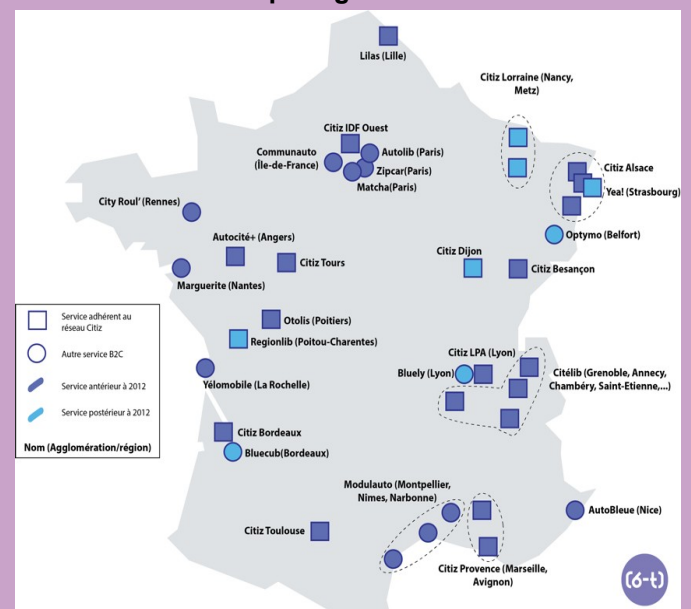 Lilas (Lille)
Citiz Lorraine (Nancy,
Metz)
Citiz IDF Ouest
Communauto
(Île-de-France)
Autolib (Paris)
Zipcar(Paris)
Matcha(Paris)
Citiz Alsace
Yea! (Strasbourg)
City Roul' (Rennes)
Optymo (Belfort)
Autocité+ (Angers)
Citiz Tours
Citiz Dijon
Citiz Besançon
Marguerite (Nantes)
Service adhérent au
réseau Citiz
Autre service B2C
Service antérieur à 2012
Service postérieur à 2012
Nom (Agglomération/région)
Otolis (Poitiers)
Regionlib (Poitou-Charentes)
Citiz LPA (Lyon)
Bluely (Lyon)
Citélib (Grenoble, Annecy,
Chambéry, Saint-Etienne,...)
Yélomobile (La Rochelle)
Citiz Bordeaux
Bluecub(Bordeaux)
Modulauto (Montpellier,
Nimes, Narbonne)
AutoBleue (Nice)
Citiz Toulouse
Citiz Provence (Marseille,
Avignon)
(6-t)